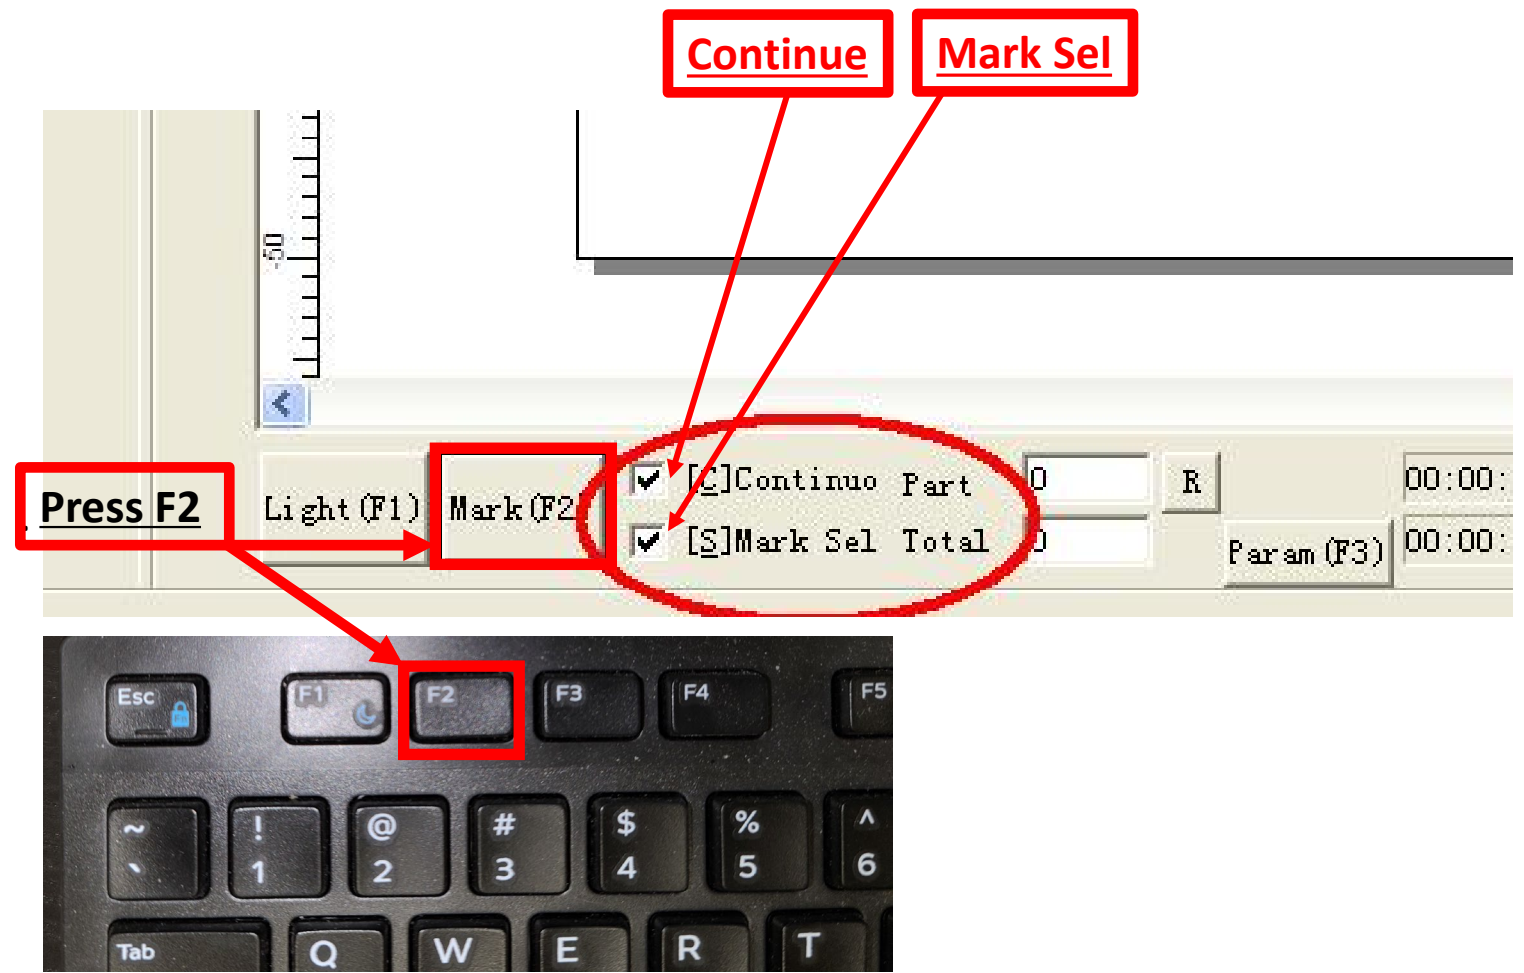 Continue
Mark Sel
-50
Press F2
Light(F1)
Mark(F2
[C]Continuo
Part
0
R
00:00:
[S]Mark Sel
Total
0
Param(F3)
00:00:
Esc
F1
F2
F3
F4
F5
~ ! @ # $ % ^
` 1 2 3 4 5 6
Tab Q W E R T